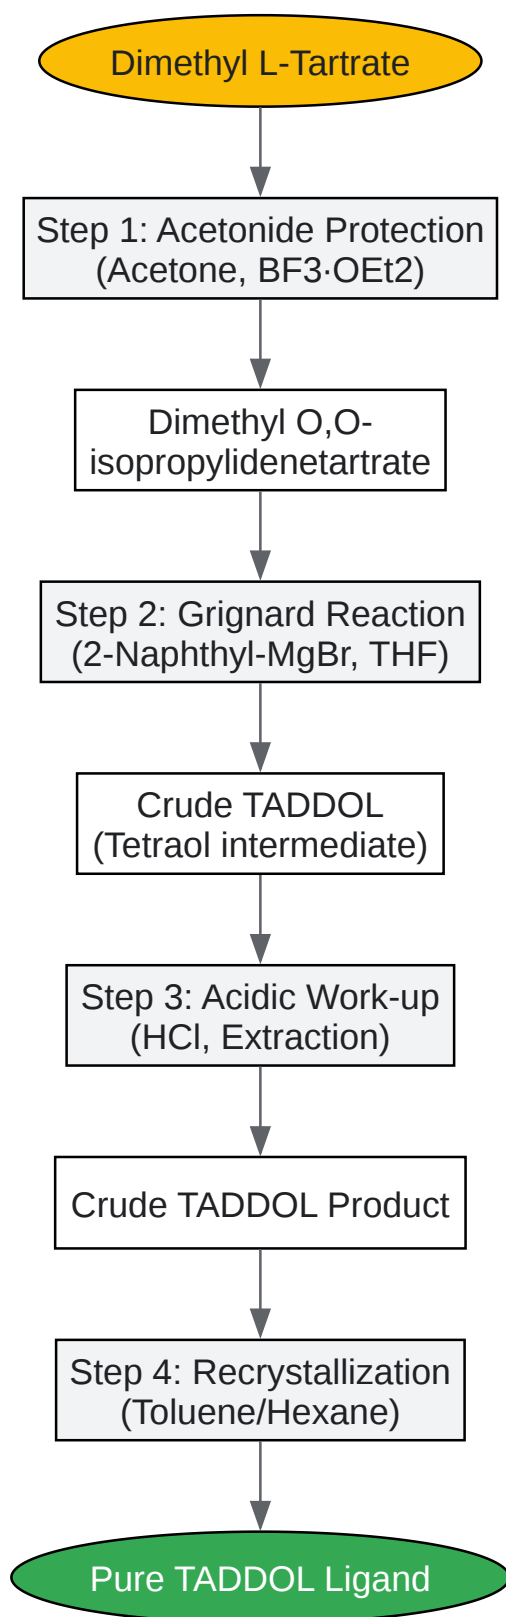 Dimethyl L-Tartrate
Step 1: Acetonide Protection
(Acetone, BF3·OEt2)
Dimethyl O,O-
isopropylidenetartrate
Step 2: Grignard Reaction
(2-Naphthyl-MgBr, THF)
Crude TADDOL
(Tetraol intermediate)
Step 3: Acidic Work-up
(HCl, Extraction)
Crude TADDOL Product
Step 4: Recrystallization
(Toluene/Hexane)
Pure TADDOL Ligand